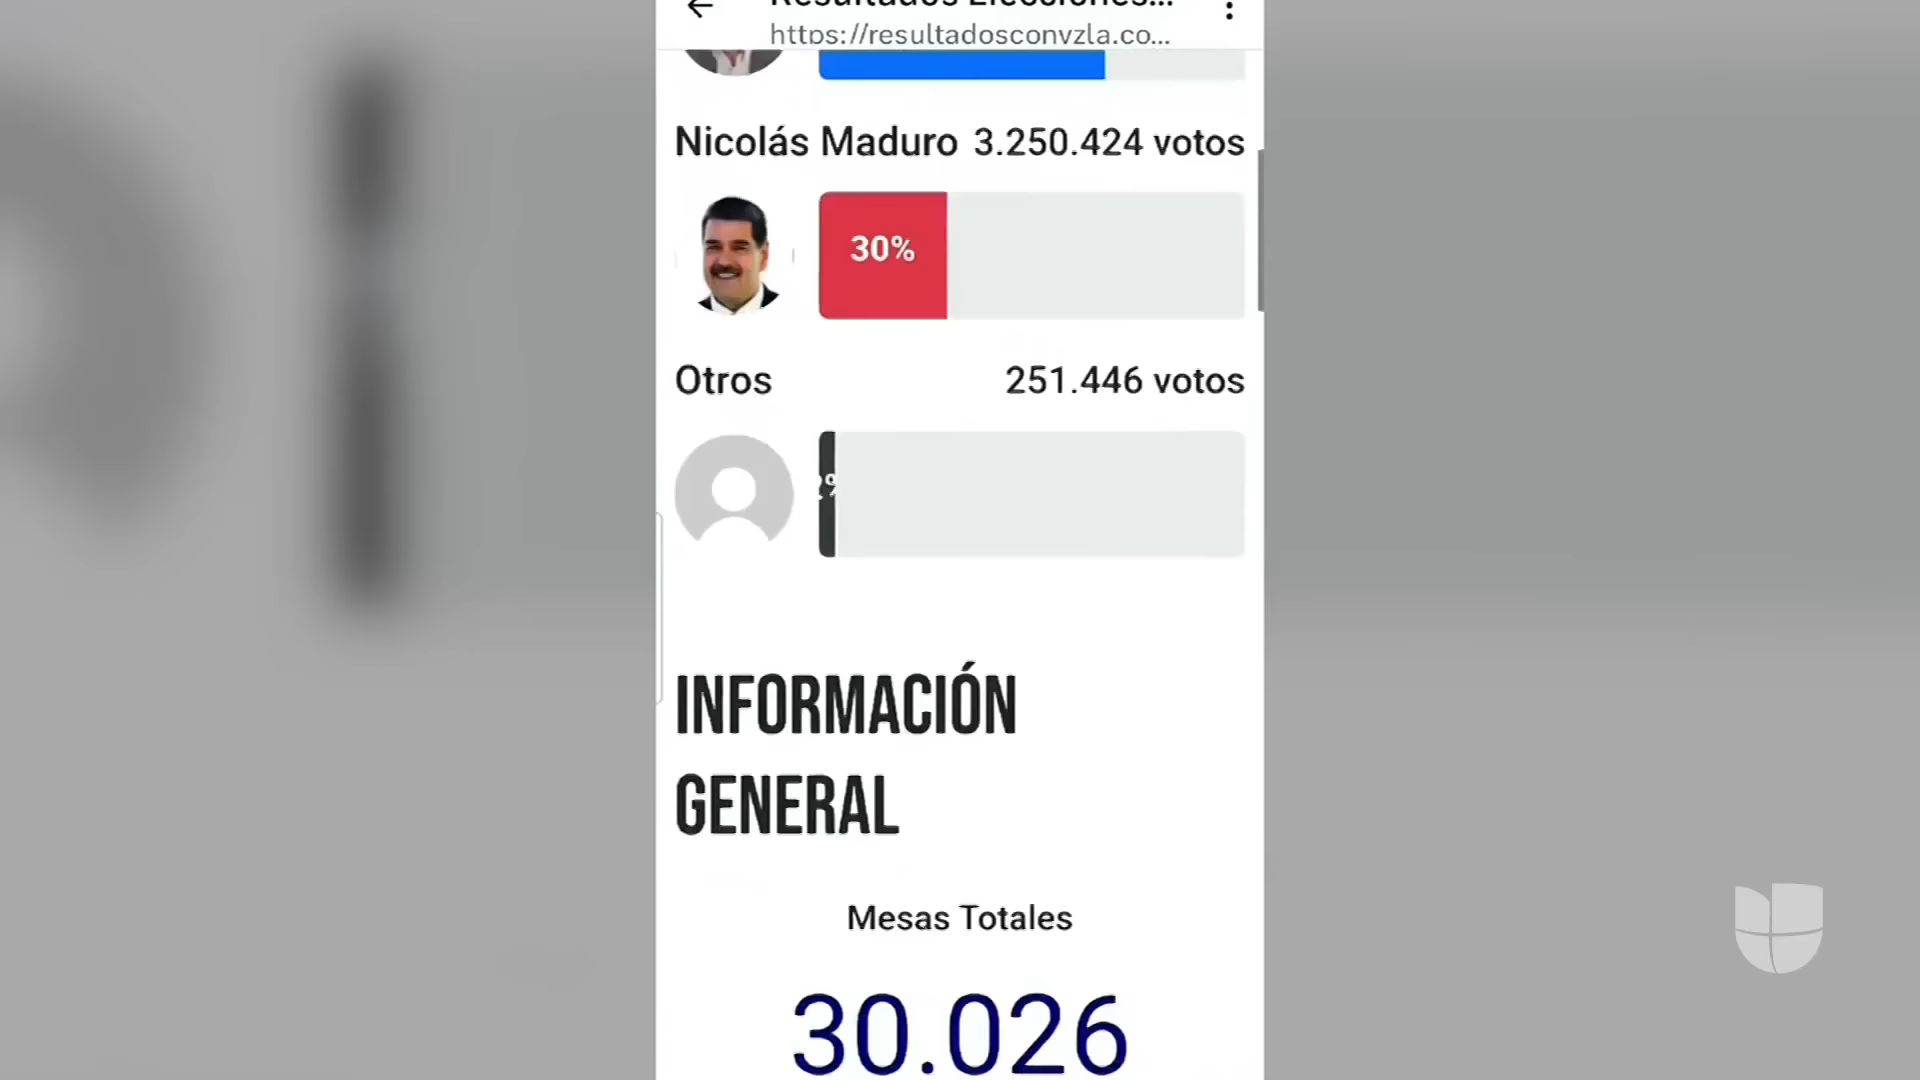 https://resultadosconvzla.co...
Nicolás Maduro 3.250.424 votos
30%
Otros 251.446 votos
INFORMACIÓN
GENERAL
Mesas Totales
30.026